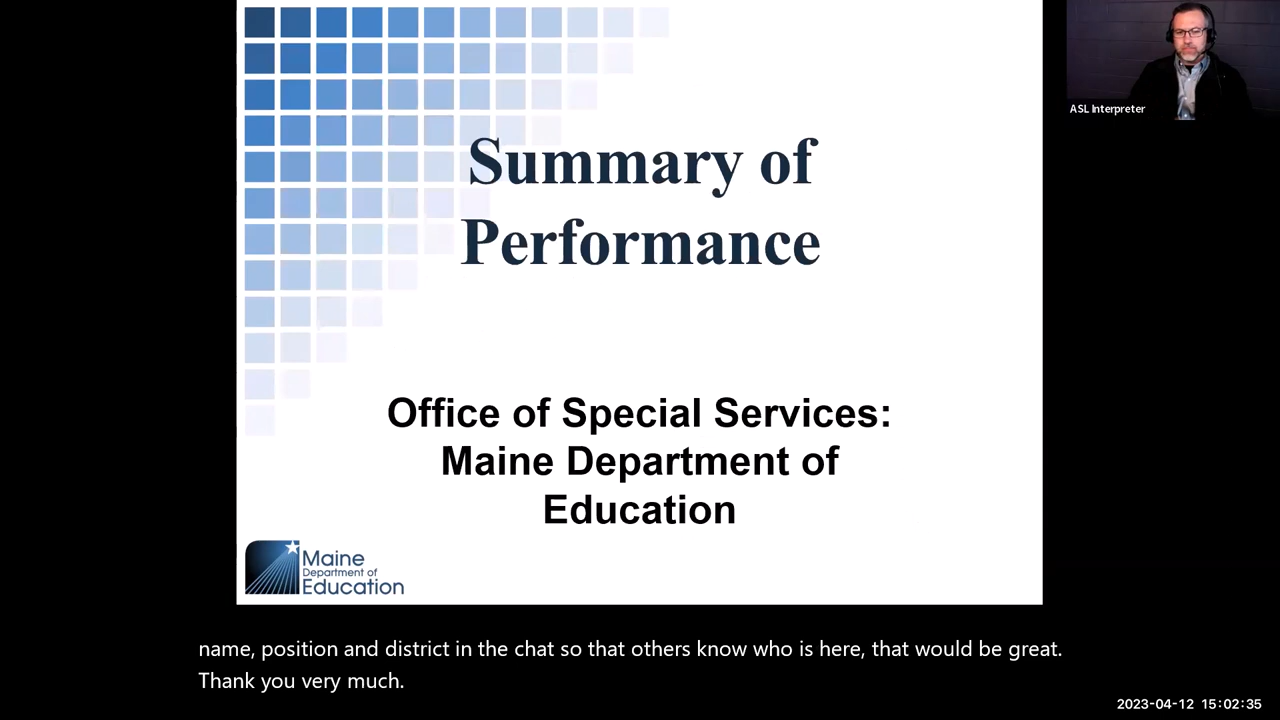 Summary of
Performance
Office of Special Services:
Maine Department of
Education
Maine
Department of
Education
ASL Interpreter
name, position and district in the chat so that others know who is here, that would be great.
Thank you very much.
2023-04-12 15:02:35